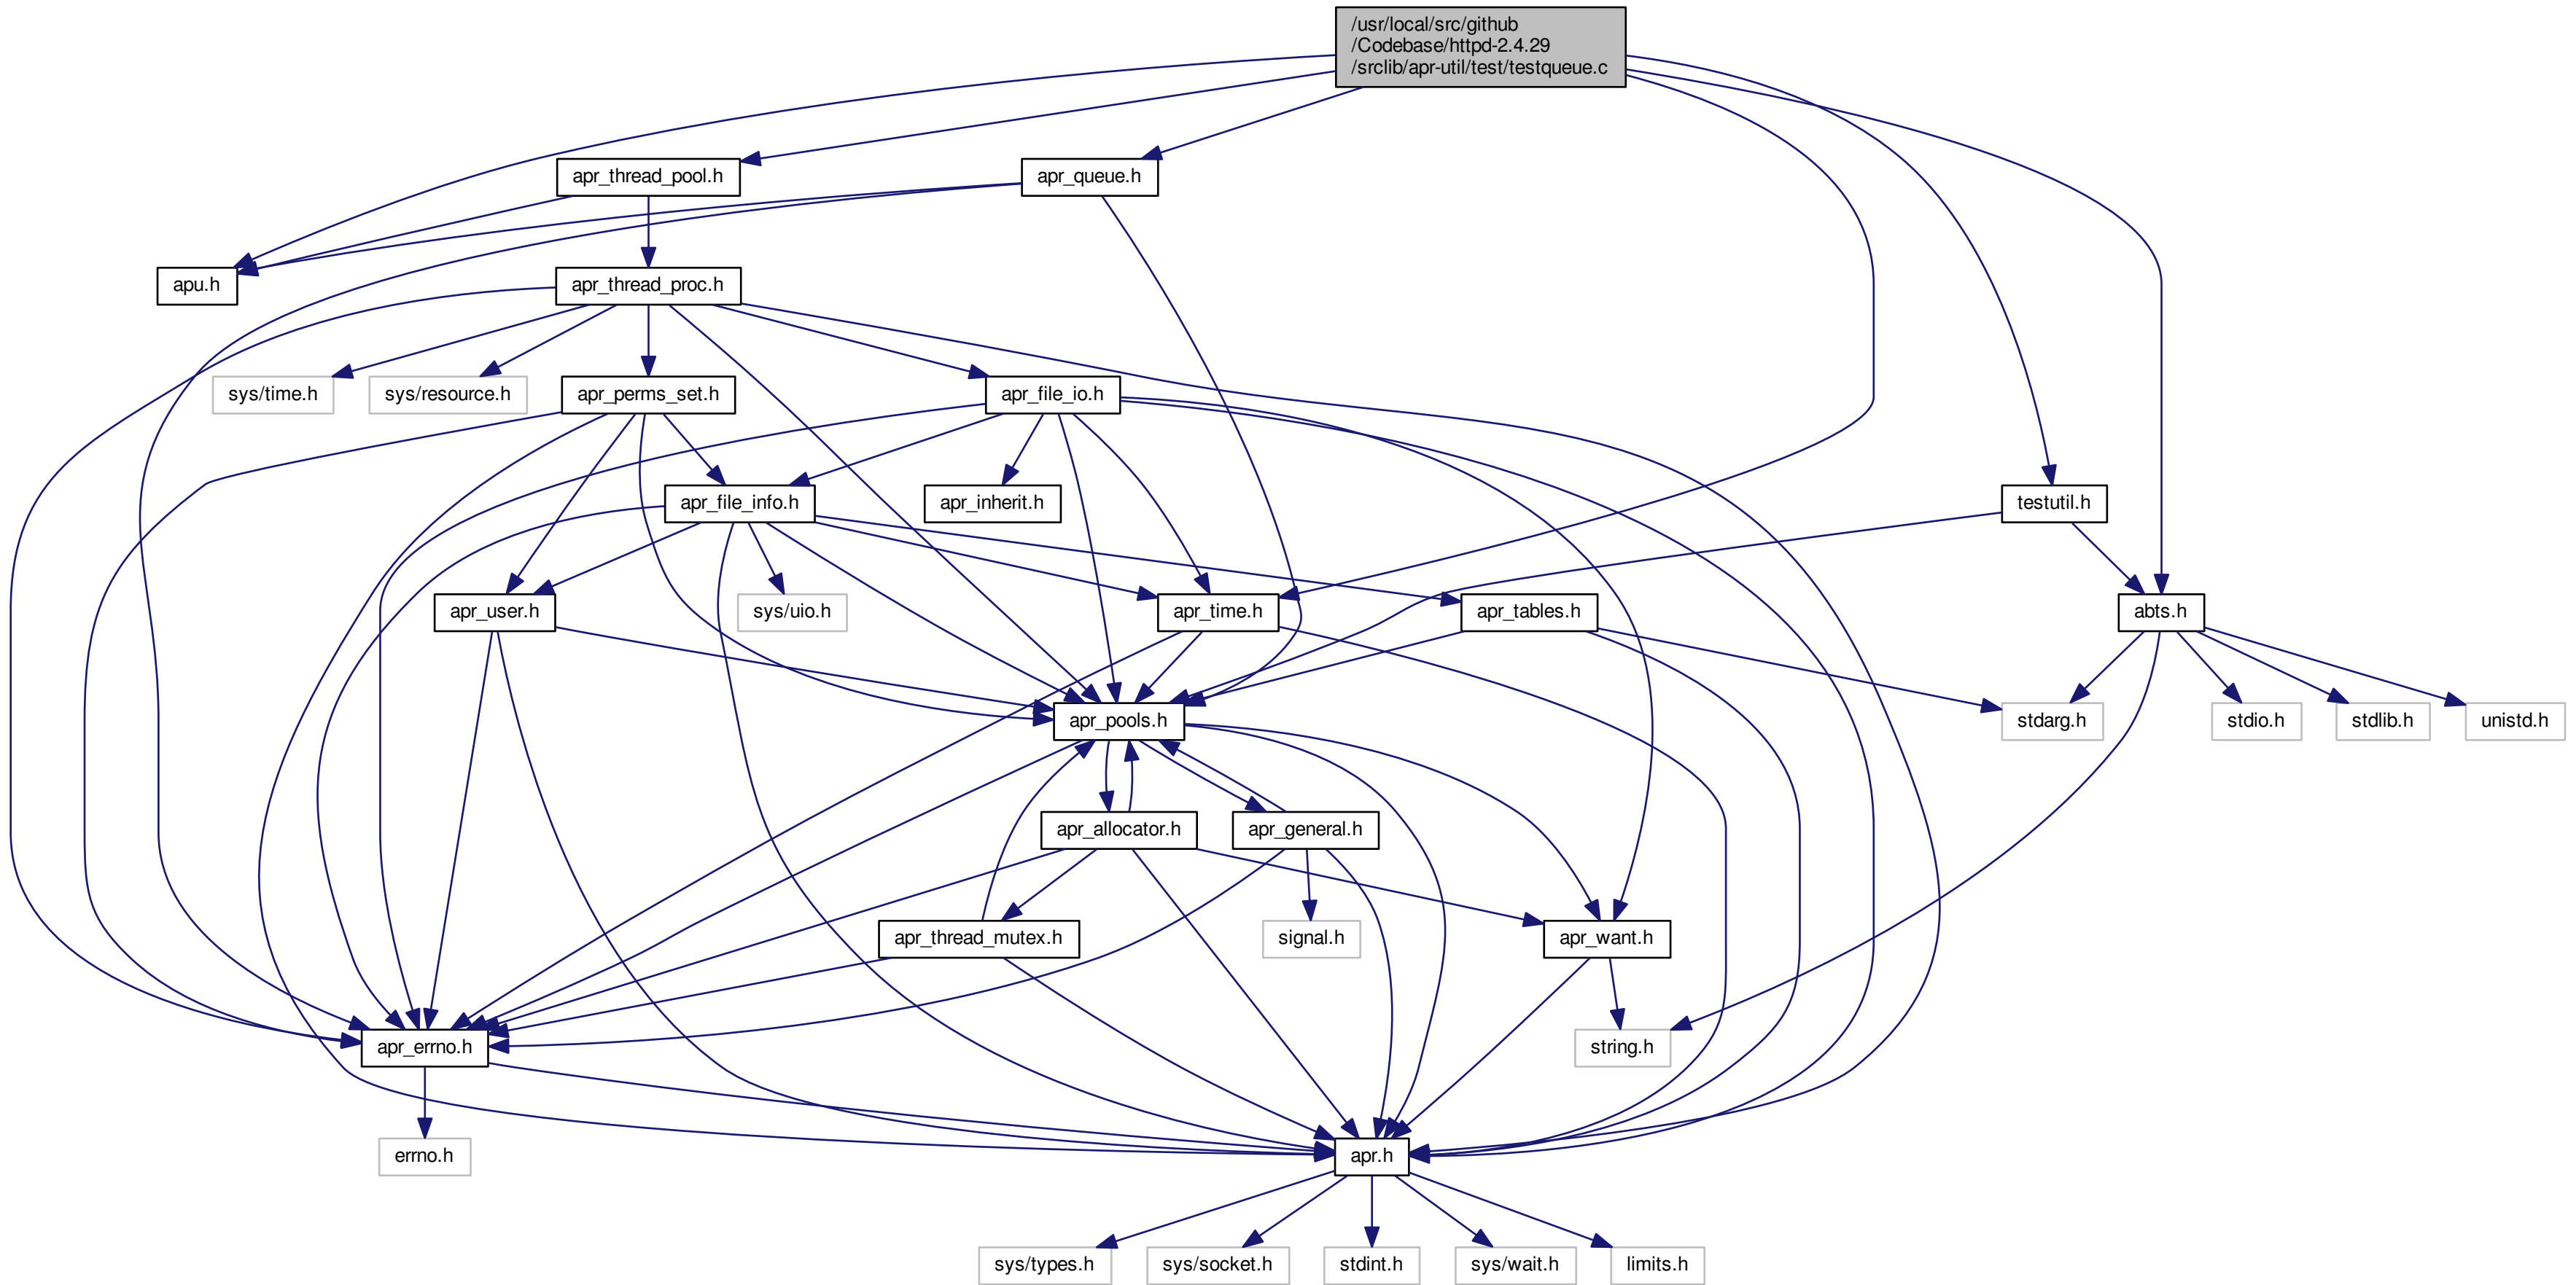 /usr/local/src/github
/Codebase/httpd-2.4.29
/srclib/apr-util/test/testqueue.c
apr_thread_pool.h
apr_queue.h
apu.h
apr_thread_proc.h
sys/time.h
sys/resource.h
apr_perms_set.h
apr_file_io.h
apr_file_info.h
apr_inherit.h
testutil.h
apr_user.h
sys/uio.h
apr_time.h
apr_tables.h
abts.h
apr_pools.h
stdarg.h
stdio.h
stdlib.h
unistd.h
apr_allocator.h
apr_general.h
apr_thread_mutex.h
signal.h
apr_want.h
apr_errno.h
string.h
errno.h
apr.h
sys/types.h
sys/socket.h
stdint.h
sys/wait.h
limits.h